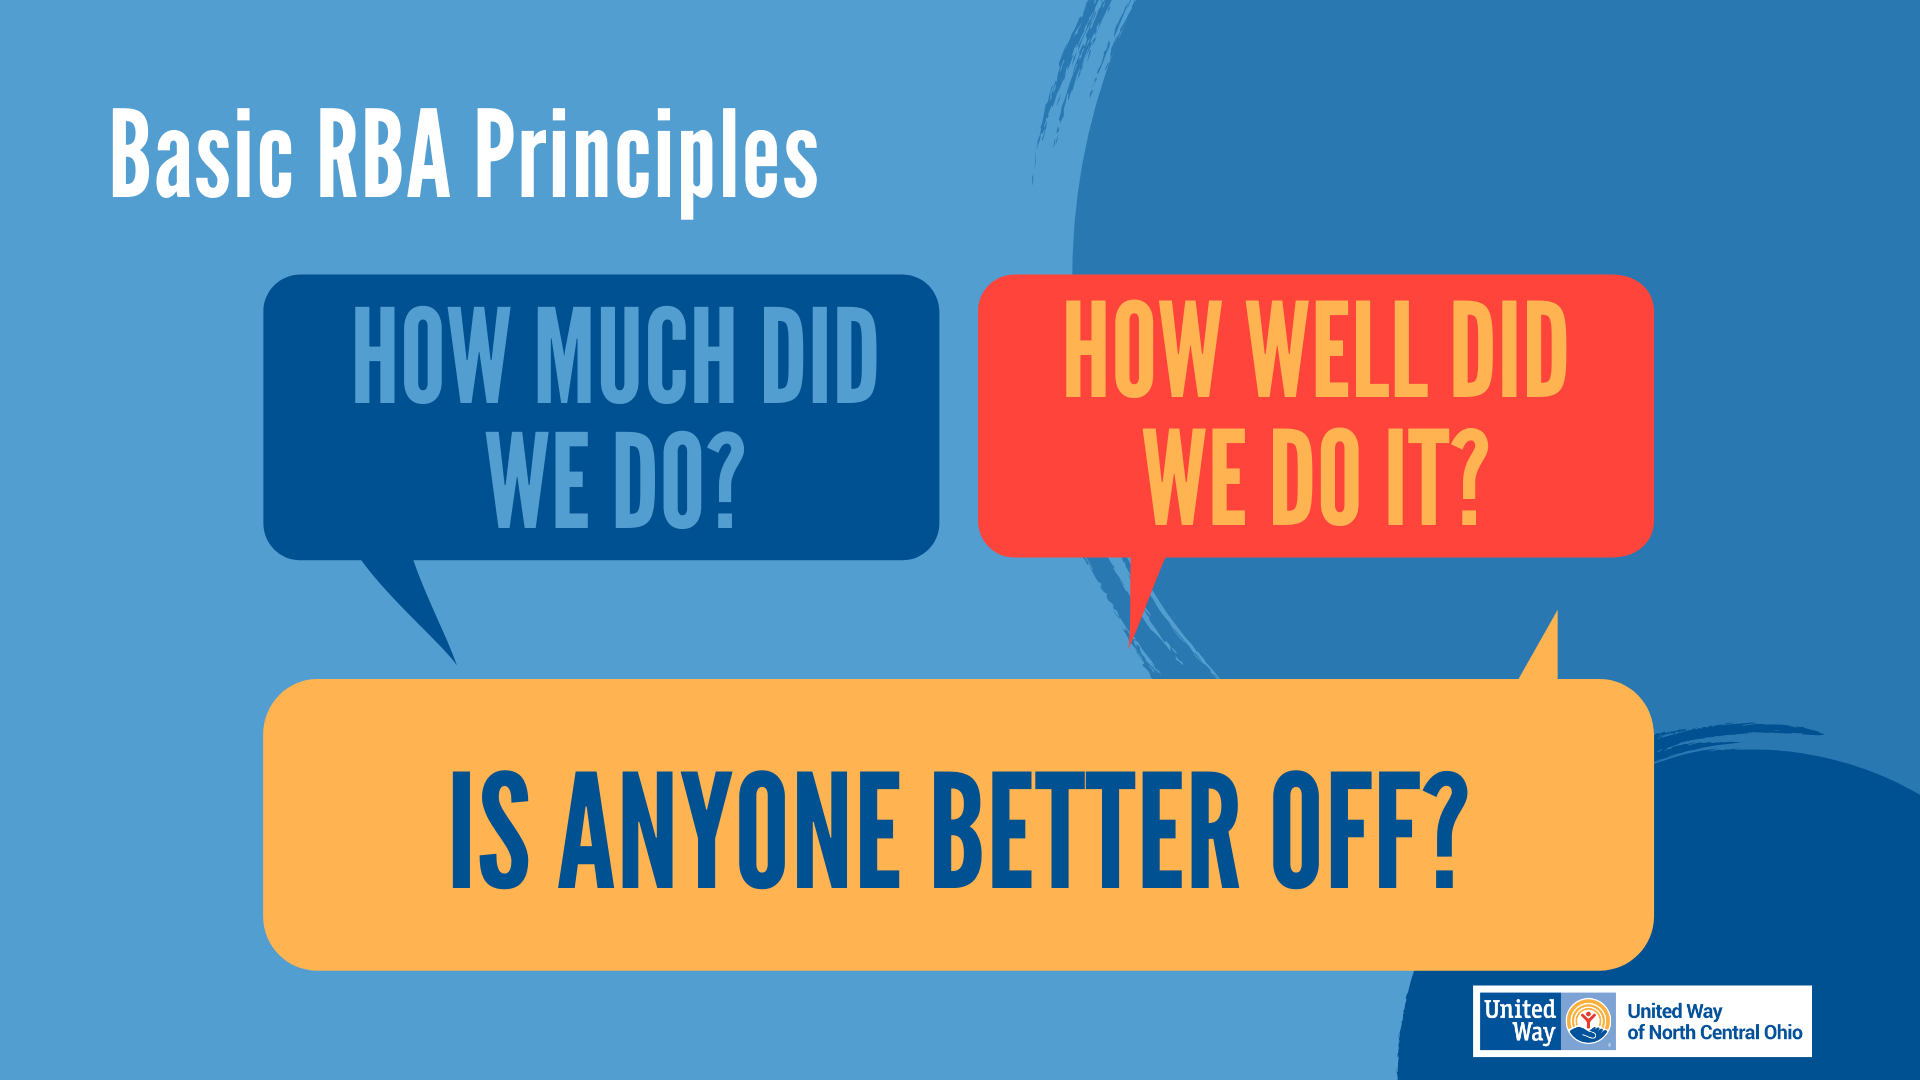 Basic RBA Principles
HOW MUCH DID
WE DO?
HOW WELL DID
WE DO IT?
IS ANYONE BETTER OFF?
United
Way
United Way
of North Central Ohio